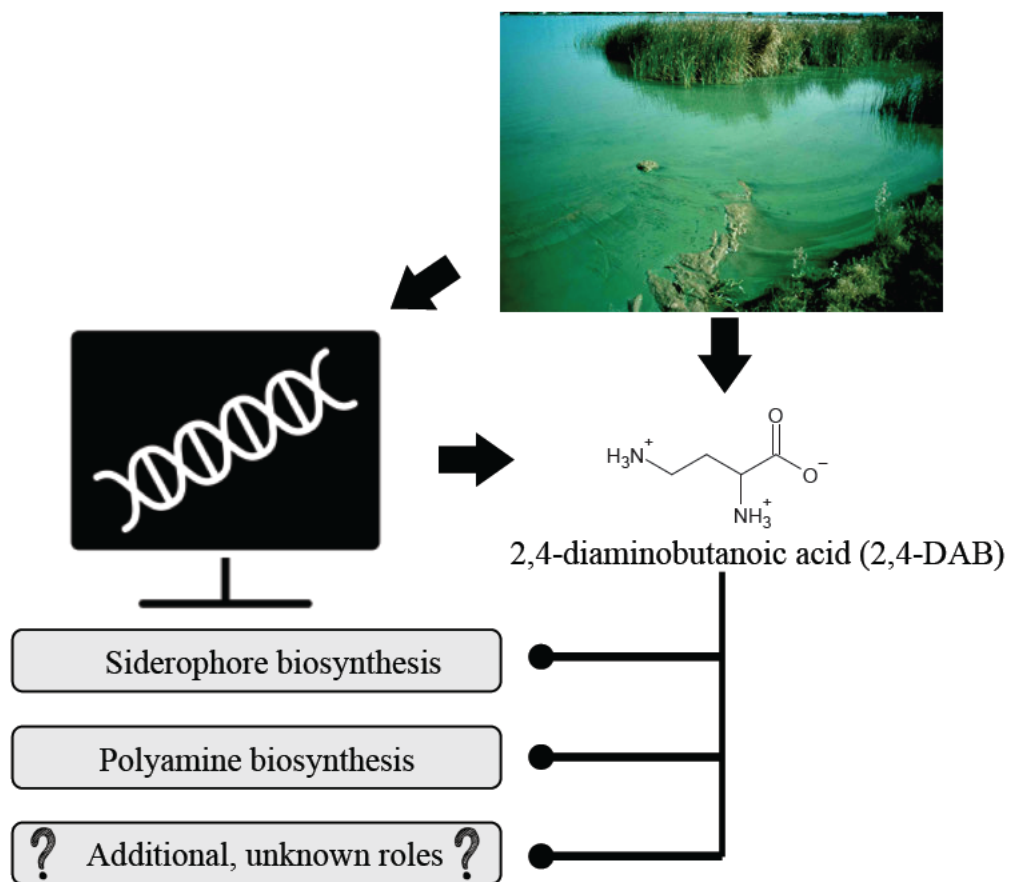 O
H₃N⁺
O⁻
NH₃⁺
2,4-diaminobutanoic acid (2,4-DAB)
Siderophore biosynthesis
Polyamine biosynthesis
? Additional, unknown roles ?